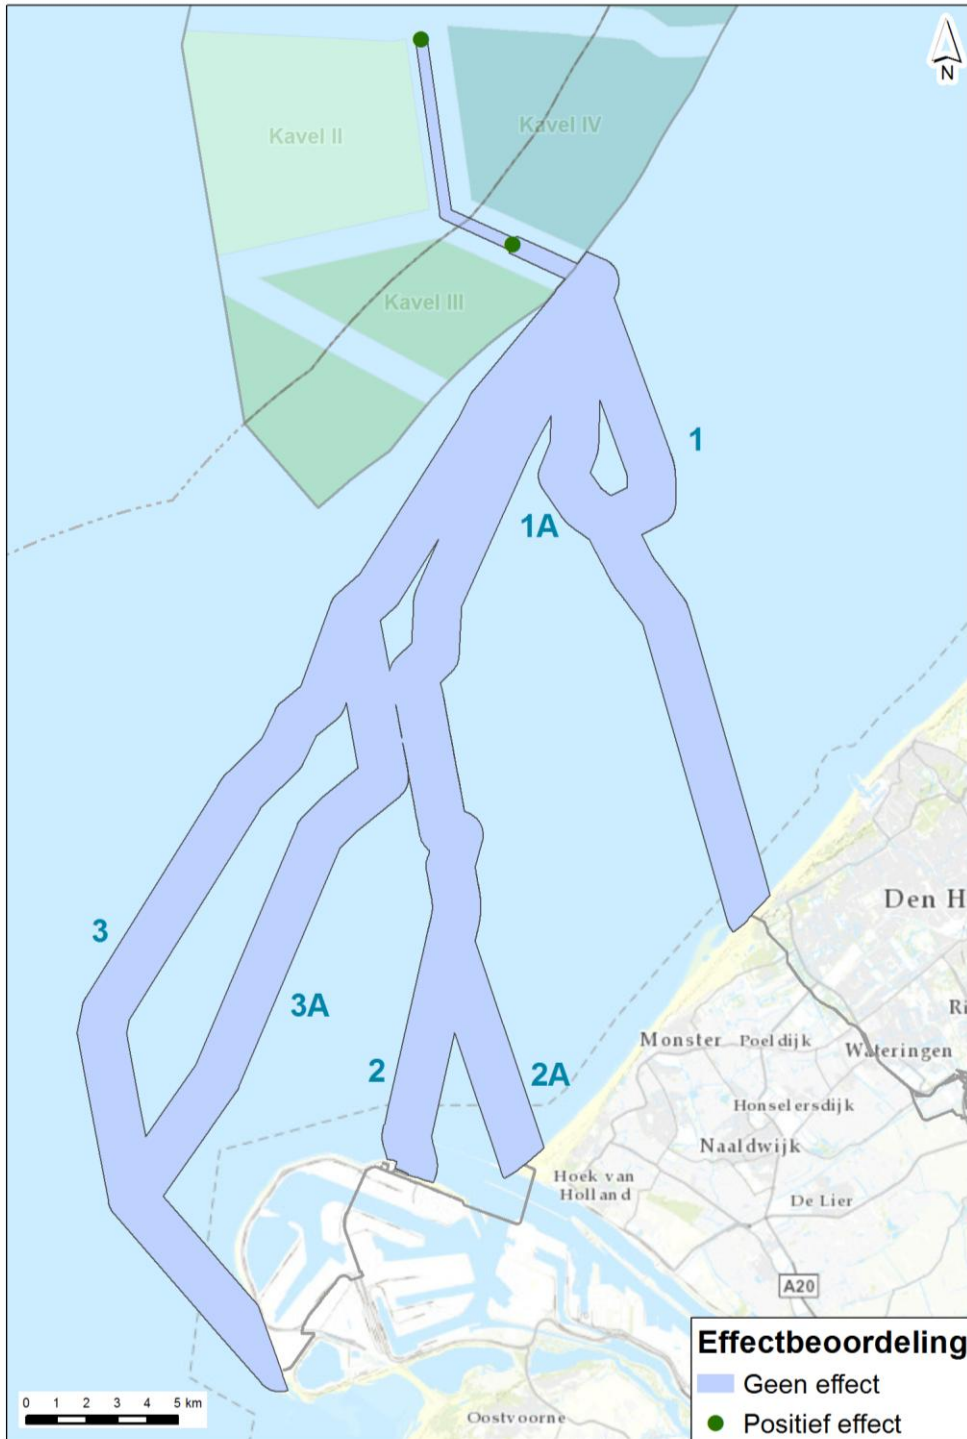 N
Kavel II
Kavel IV
Kavel III
1
1A
3
3A
2
2A
Den H
Ri
Monster
Poeldijk
Wateringen
Honselersdijk
Naaldwijk
Hoek van
Holland
De Lier
A20
Oostvoorne
0 1 2 3 4 5 km
Effectbeoordeling
Geen effect
Positief effect